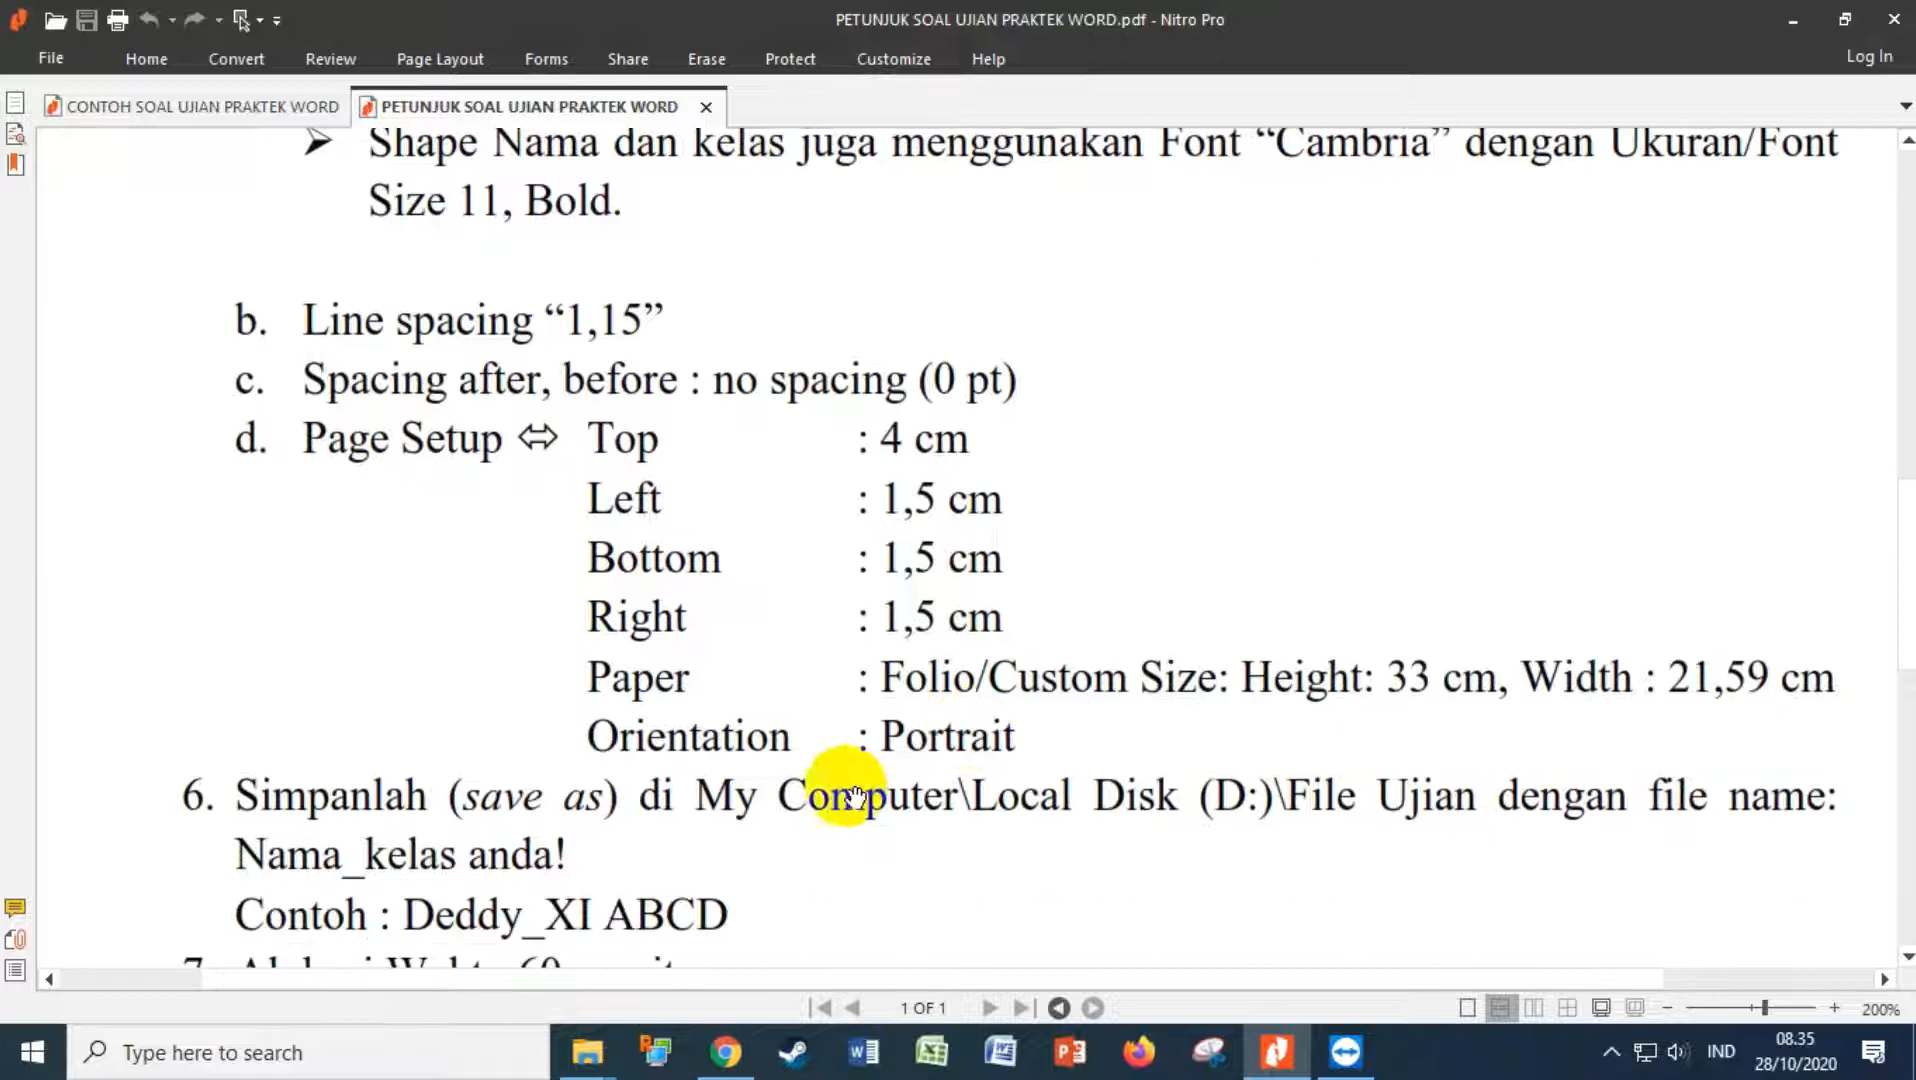 PETUNJUK SOAL UJIAN PRAKTEK WORD.pdf - Nitro Pro
File Home Convert Review Page Layout Forms Share Erase Protect Customize Help Log In
CONTOH SOAL UJIAN PRAKTEK WORD PETUNJUK SOAL UJIAN PRAKTEK WORD
➤ Shape Nama dan kelas juga menggunakan Font “Cambria” dengan Ukuran/Font
Size 11, Bold.
b. Line spacing “1,15”
c. Spacing after, before : no spacing (0 pt)
d. Page Setup ⇔ Top : 4 cm
Left : 1,5 cm
Bottom : 1,5 cm
Right : 1,5 cm
Paper : Folio/Custom Size: Height: 33 cm, Width : 21,59 cm
Orientation : Portrait
6. Simpanlah (save as) di My Computer\Local Disk (D:)\File Ujian dengan file name:
Nama_kelas anda!
Contoh : Deddy_XI ABCD
1 OF 1
200%
Type here to search
IND
08.35
28/10/2020